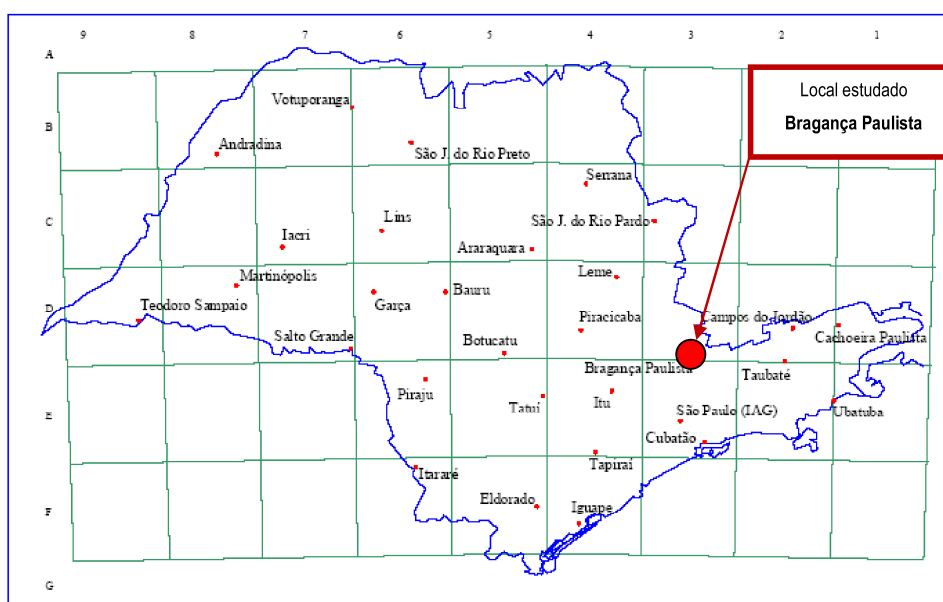 9 8 7 6 5 4 3 2 1
A
Local estudado
Bragança Paulista
Votuporanga
B
Andradina
São J. do Rio Preto
Serrana
C
Lins
São J. do Rio Pardo
Iacri
Araraquara
Leme
Martinópolis
Bauru
Garça
D
Teodoro Sampaio
Piracicaba
Campos do Jordão
Cachoeira Paulista
Salto Grande
Botucatu
Bragança Paulista
Taubaté
Piraju
Itu
E
Tatuí
São Paulo (IAG)
Ubatuba
Cubatão
Tapiraí
Itararé
Eldorado
Iguape
F
G